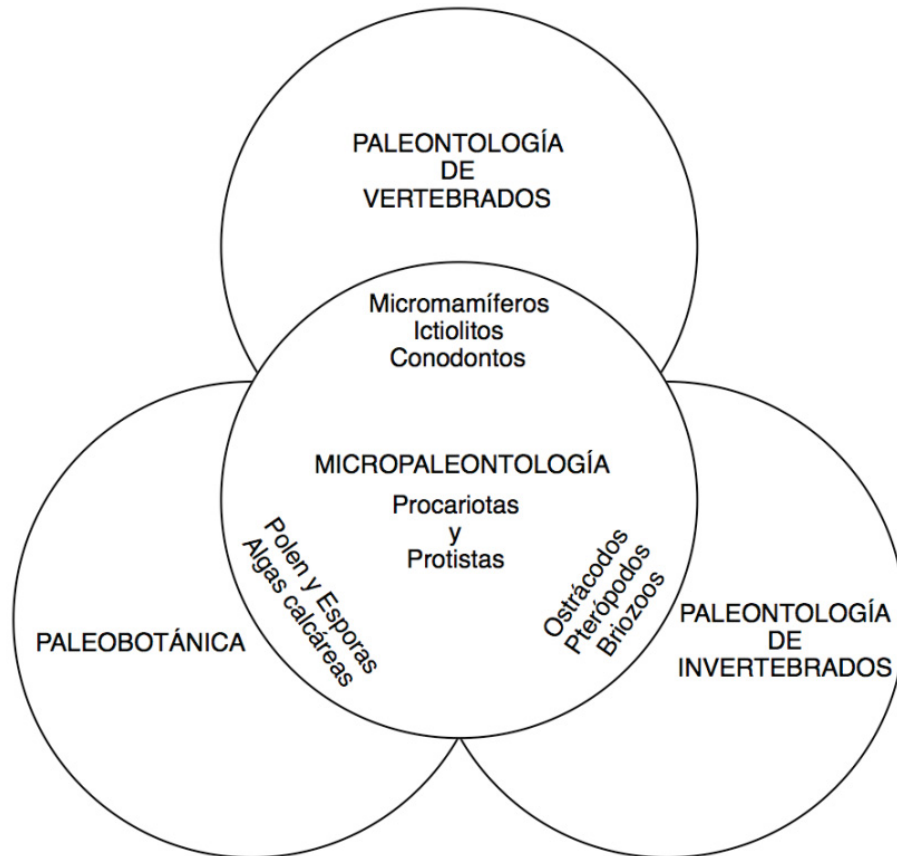 PALEONTOLOGÍA
DE
VERTEBRADOS
Micromamíferos
Ictiolitos
Conodontos
MICROPALEONTOLOGÍA
Procariotas
y
Protistas
Polen y Esporas
Algas calcáreas
Ostrácodos
Pterópodos
Briozoos
PALEOBOTÁNICA
PALEONTOLOGÍA
DE
INVERTEBRADOS